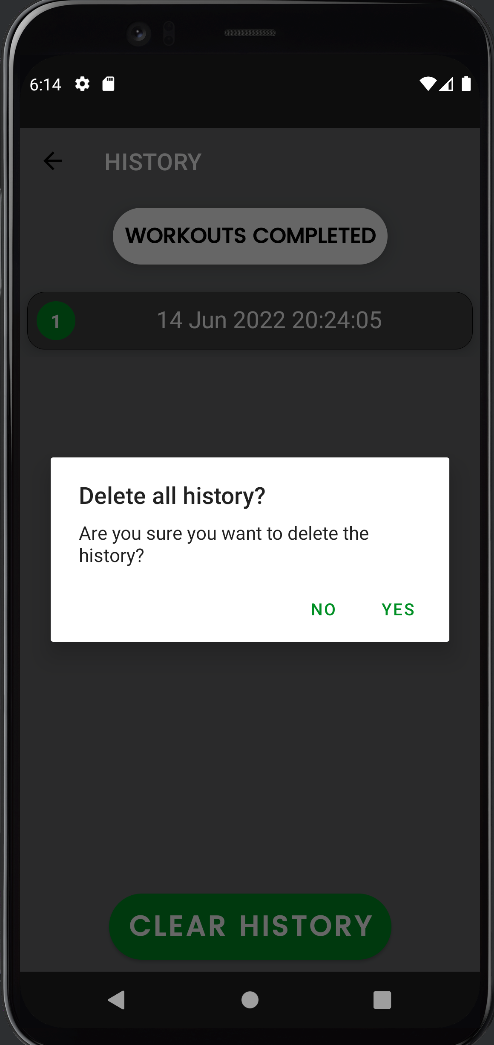 6:14
HISTORY
WORKOUTS COMPLETED
1
14 Jun 2022 20:24:05
Delete all history?
Are you sure you want to delete the
history?
NO
YES
CLEAR HISTORY